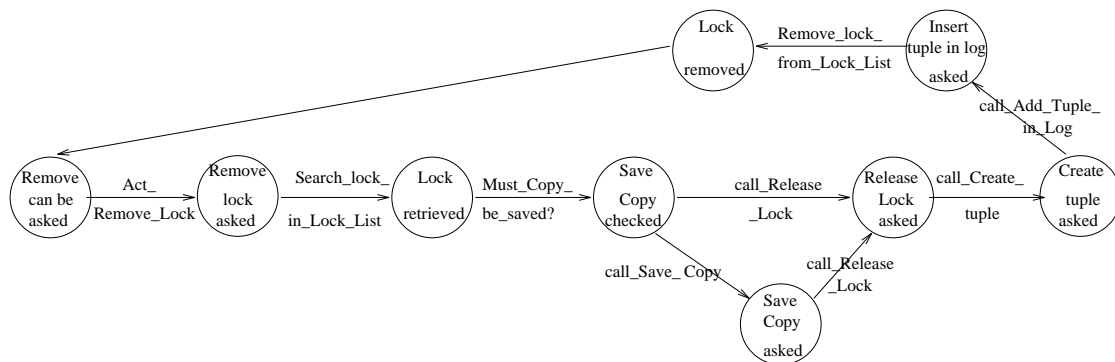 Lock
removed
Remove_lock_
from_Lock_List
Insert
tuple in log
asked
call_Add_Tuple_
in_Log
Remove
can be
asked
Act_
Remove_Lock
Remove
lock
asked
Search_lock_
in_Lock_List
Lock
retrieved
Must_Copy_
be_saved?
Save
Copy
checked
call_Release
_Lock
Release
Lock
asked
call_Create_
tuple
Create
tuple
asked
call_Save_ Copy
call_Release
_Lock
Save
Copy
asked